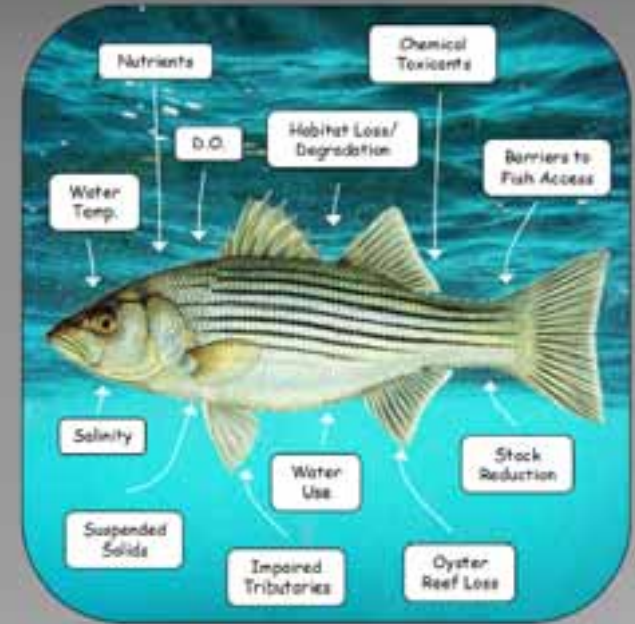 Nutrients
Chemical
Toxicants
D.O.
Habitat Loss/
Degradation
Barriers to
Fish Access
Water
Temp.
Salinity
Water
Use
Stock
Reduction
Suspended
Solids
Impaired
Tributaries
Oyster
Reef Loss